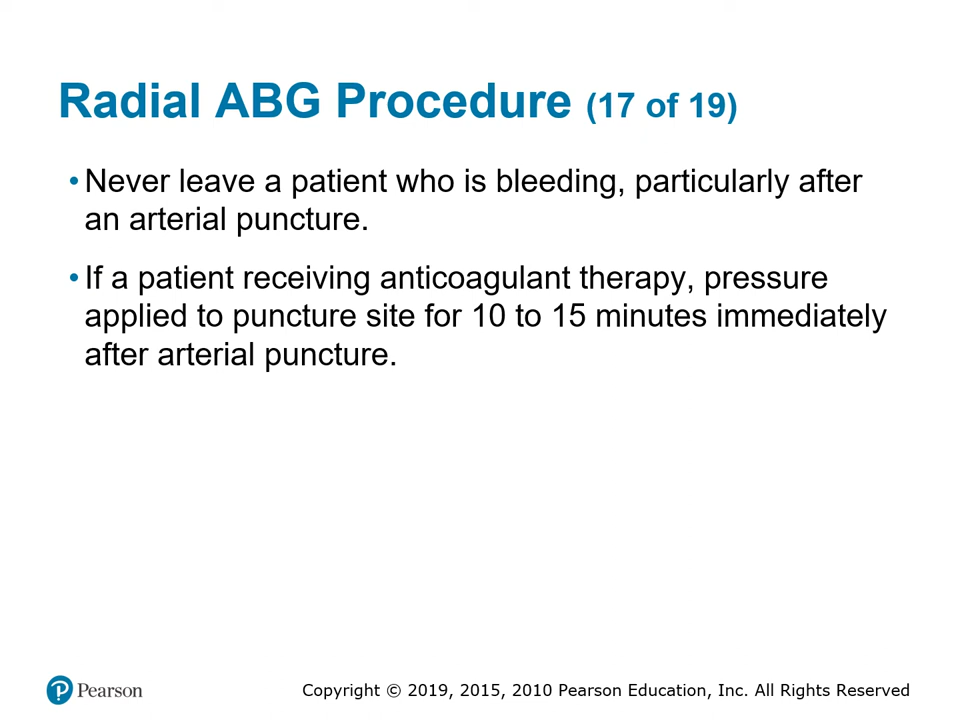 Radial ABG Procedure (17 of 19)
• Never leave a patient who is bleeding, particularly after
an arterial puncture.
• If a patient receiving anticoagulant therapy, pressure
applied to puncture site for 10 to 15 minutes immediately
after arterial puncture.
Pearson
Copyright © 2019, 2015, 2010 Pearson Education, Inc. All Rights Reserved